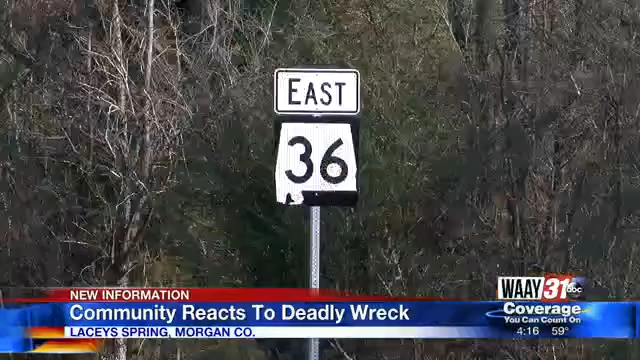 EAST
36
NEW INFORMATION
Community Reacts To Deadly Wreck
LACEYS SPRING, MORGAN CO.
WAAY 31 abc
Coverage
You Can Count On
4:16 59°